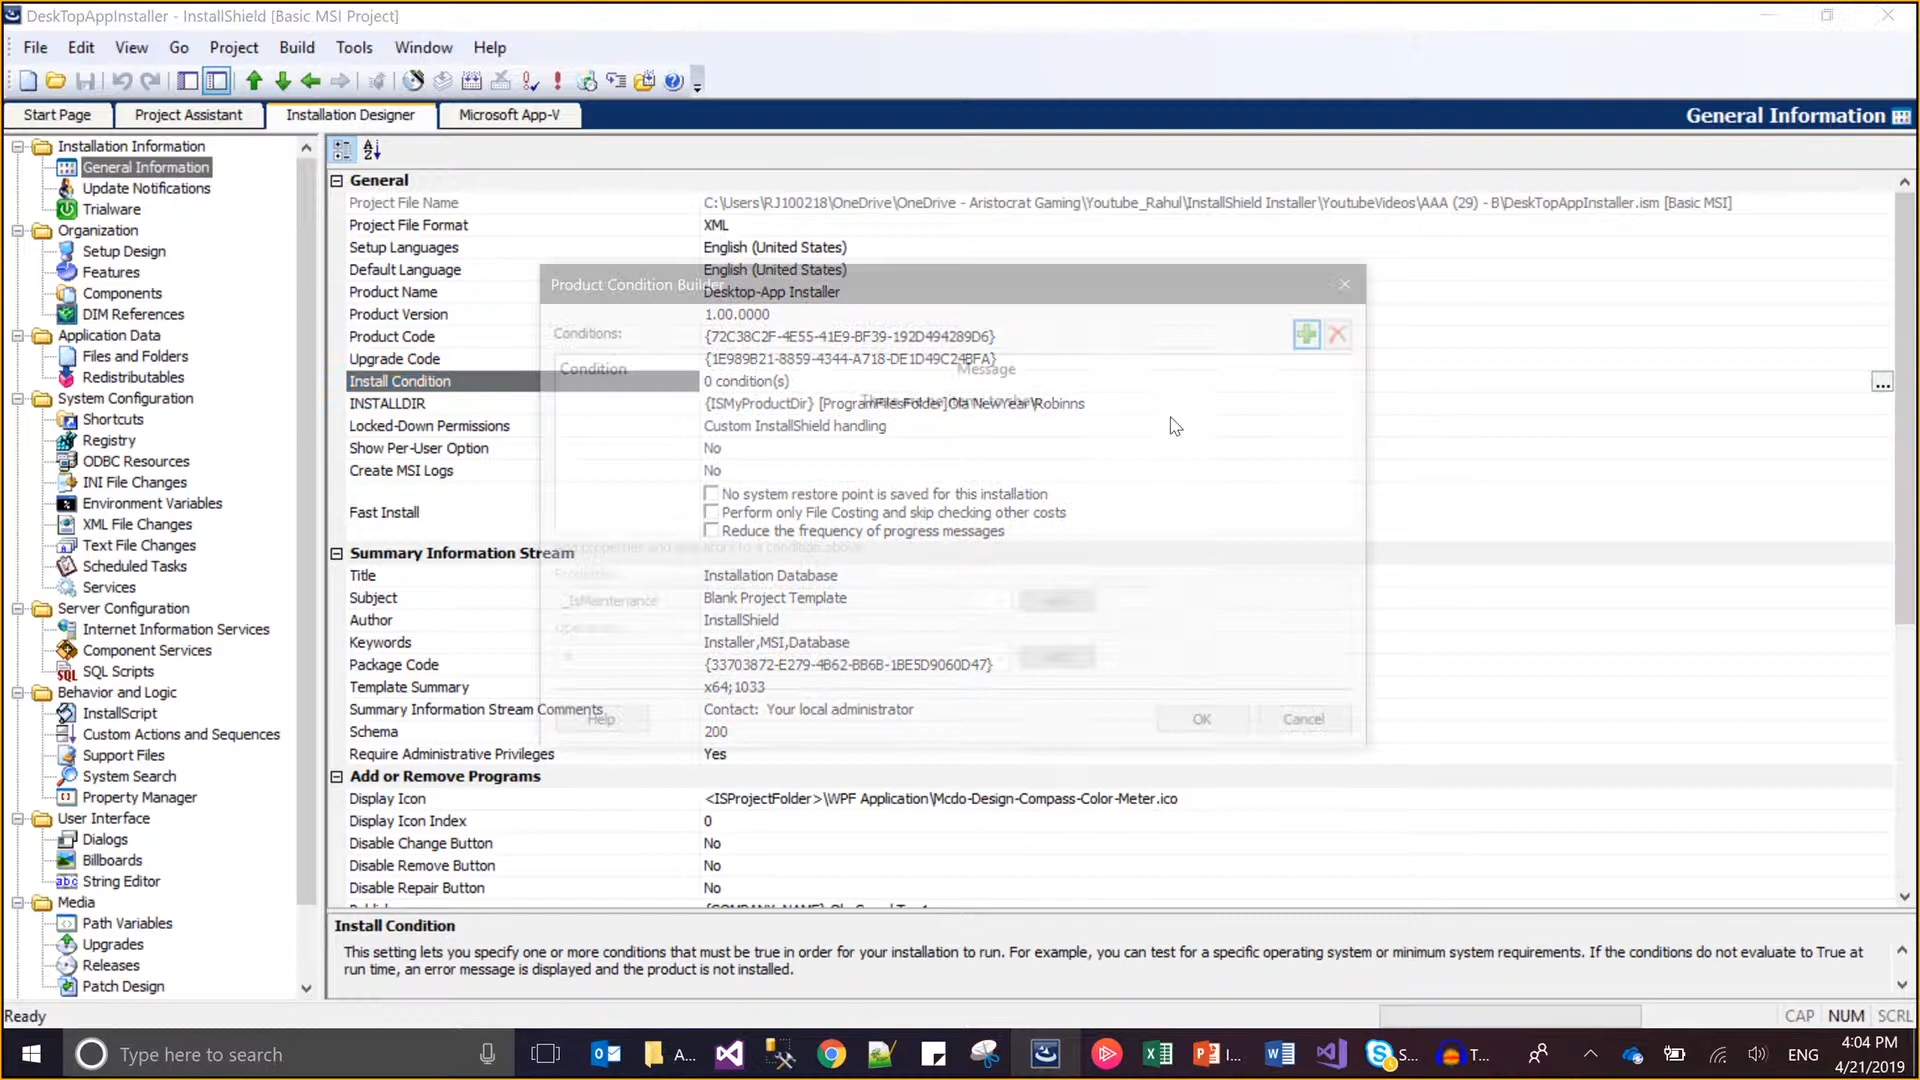 DeskTopAppInstaller - InstallShield [Basic MSI Project]
File Edit View Go Project Build Tools Window Help
Start Page Project Assistant Installation Designer Microsoft App-V General Information
Installation Information
General Information
Update Notifications
Trialware
Organization
Setup Design
Features
Components
DIM References
Application Data
Files and Folders
Redistributables
System Configuration
Shortcuts
Registry
ODBC Resources
INI File Changes
Environment Variables
XML File Changes
Text File Changes
Scheduled Tasks
Services
Server Configuration
Internet Information Services
Component Services
SQL Scripts
Behavior and Logic
InstallScript
Custom Actions and Sequences
Support Files
System Search
Property Manager
User Interface
Dialogs
Billboards
String Editor
Media
Path Variables
Upgrades
Releases
Patch Design
General
Project File Name C:\Users\RJ100218\OneDrive\OneDrive - Aristocrat Gaming\Youtube_Rahul\InstallShield Installer\YoutubeVideos\AAA (29) - B\DeskTopAppInstaller.ism [Basic MSI]
Project File Format XML
Setup Languages English (United States)
Default Language English (United States)
Product Name Desktop-App Installer
Product Version 1.00.0000
Product Code {72C38C2F-4E55-41E9-BF39-192D494289D6}
Upgrade Code {1E989B21-8859-4344-A718-DE1D49C24BFA}
Install Condition 0 condition(s) ...
INSTALLDIR {ISMyProductDir} [ProgramFilesFolder]Ola NewYear\Robinns
Locked-Down Permissions Custom InstallShield handling
Show Per-User Option No
Create MSI Logs No
Fast Install
No system restore point is saved for this installation
Perform only File Costing and skip checking other costs
Reduce the frequency of progress messages
Summary Information Stream
Title Installation Database
Subject Blank Project Template
Author InstallShield
Keywords Installer,MSI,Database
Package Code {33703872-E279-4B62-BB6B-1BE5D9060D47}
Template Summary x64;1033
Summary Information Stream Comments Contact: Your local administrator
Schema 200
Require Administrative Privileges Yes
Add or Remove Programs
Display Icon <ISProjectFolder>\WPF Application\Mcdo-Design-Compass-Color-Meter.ico
Display Icon Index 0
Disable Change Button No
Disable Remove Button No
Disable Repair Button No
Product Condition Builder
Conditions:
Condition Message
_IsMaintenance
Help OK Cancel
Install Condition
This setting lets you specify one or more conditions that must be true in order for your installation to run. For example, you can test for a specific operating system or minimum system requirements. If the conditions do not evaluate to True at
run time, an error message is displayed and the product is not installed.
Ready CAP NUM SCRL
Type here to search A... I... S... T... ENG
4:04 PM
4/21/2019